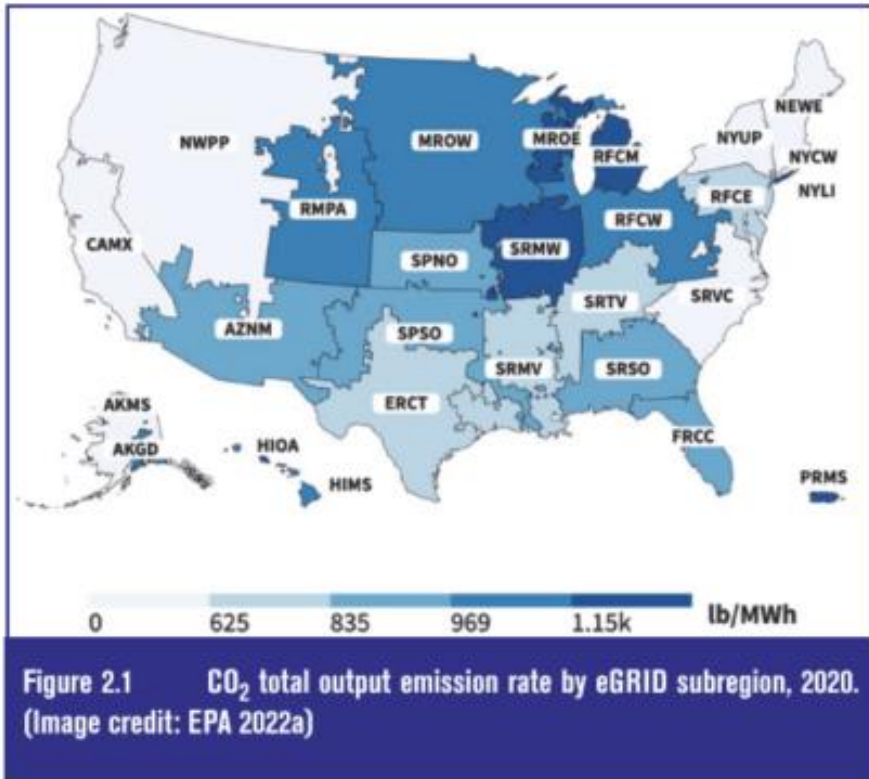 NEWE
NWPP
MROW
MROE
NYUP
RFCM
NYCW
NYLI
RFCE
RMPA
RFCW
CAMX
SRMW
SPNO
SRTV
SRVC
AZNM
SPSO
SRMV
SRSO
ERCT
AKMS
AKGD
HIOA
FRCC
HIMS
PRMS
0 625 835 969 1.15k lb/MWh
Figure 2.1 CO₂ total output emission rate by eGRID subregion, 2020.
(Image credit: EPA 2022a)